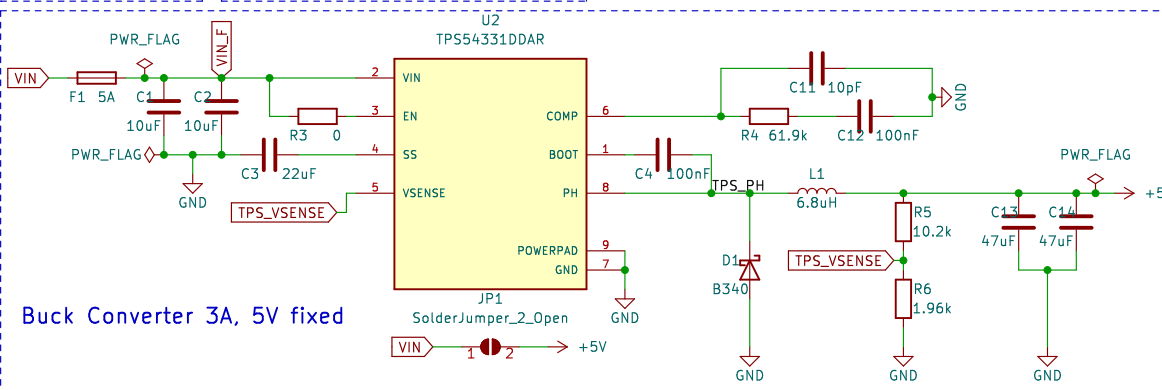 U2
TPS54331DDAR
PWR_FLAG
VIN_F
VIN
F1 5A
C1
10uF
C2
10uF
R3 0
PWR_FLAG
C3 22uF
GND
TPS_VSENSE
2 VIN
3 EN
4 SS
5 VSENSE
COMP 6
BOOT 1
PH 8
POWERPAD 9
GND 7
C11 10pF
R4 61.9k
C12 100nF
GND
C4 100nF
TPS_PH
L1
6.8uH
PWR_FLAG
+5
R5
10.2k
C13
47uF
C14
47uF
D1
B340
TPS_VSENSE
R6
1.96k
GND
GND
GND
GND
Buck Converter 3A, 5V fixed
JP1
SolderJumper_2_Open
VIN
1 2
+5V